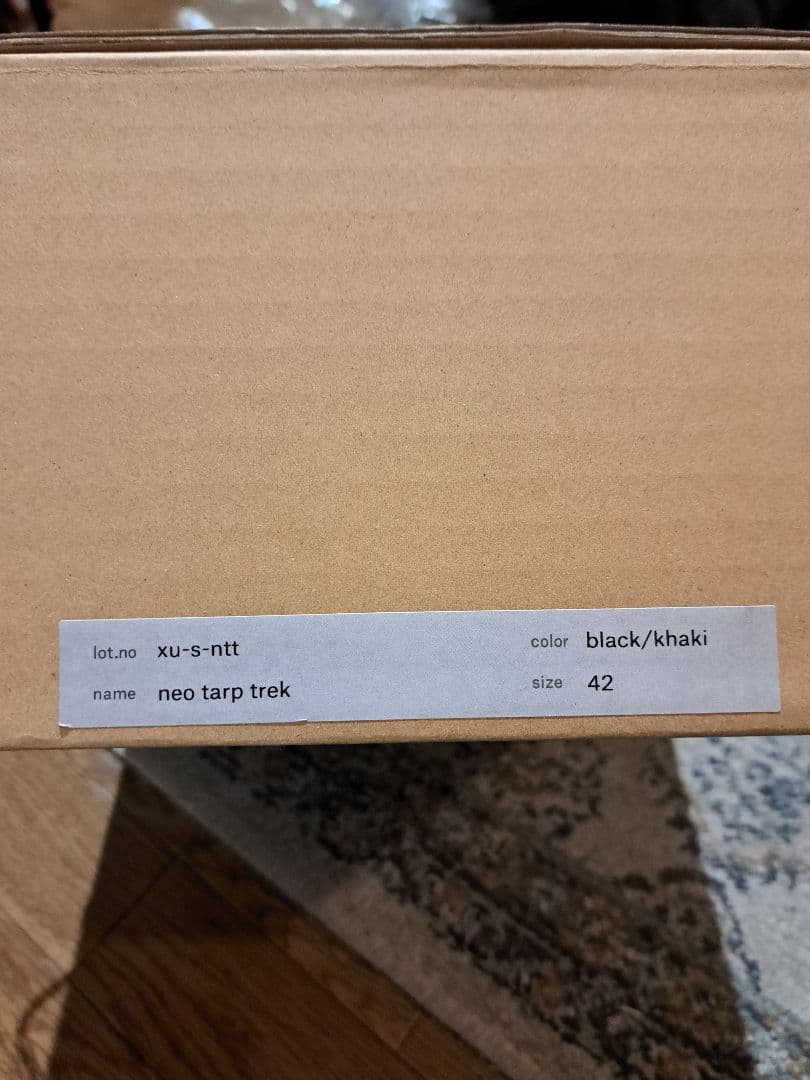 lot.no xu-s-ntt color black/khaki
name neo tarp trek size 42